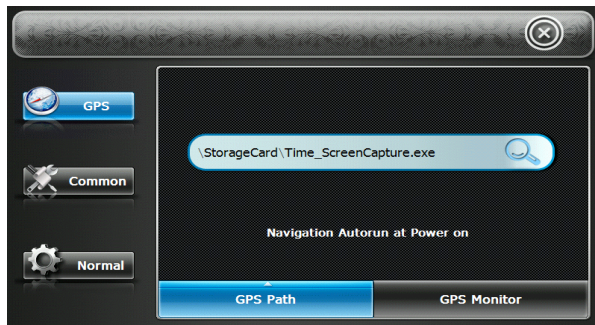 GPS
\StorageCard\Time_ScreenCapture.exe
Common
Navigation Autorun at Power on
Normal
GPS Path
GPS Monitor